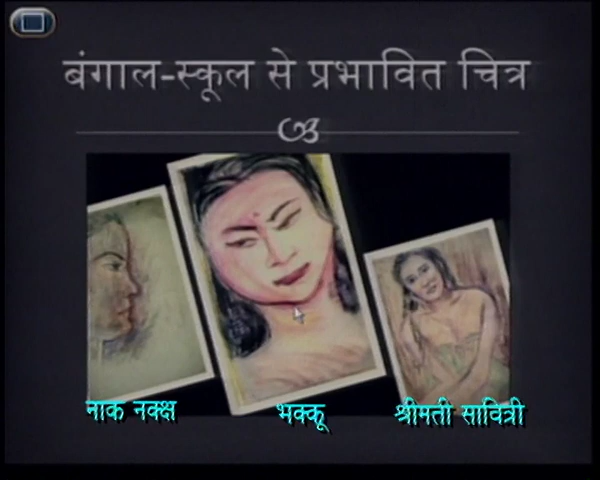 बंगाल-स्कूल से प्रभावित चित्र
नाक नक्ष भक्कू श्रीमती सावित्री